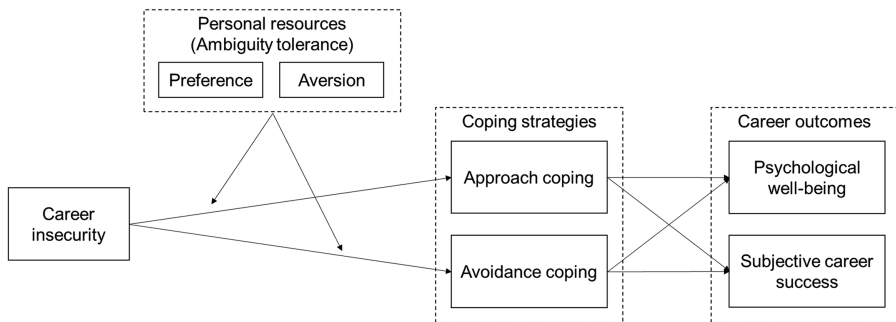 Personal resources
(Ambiguity tolerance)
Preference
Aversion
Coping strategies
Career outcomes
Career
insecurity
Approach coping
Psychological
well-being
Avoidance coping
Subjective career
success